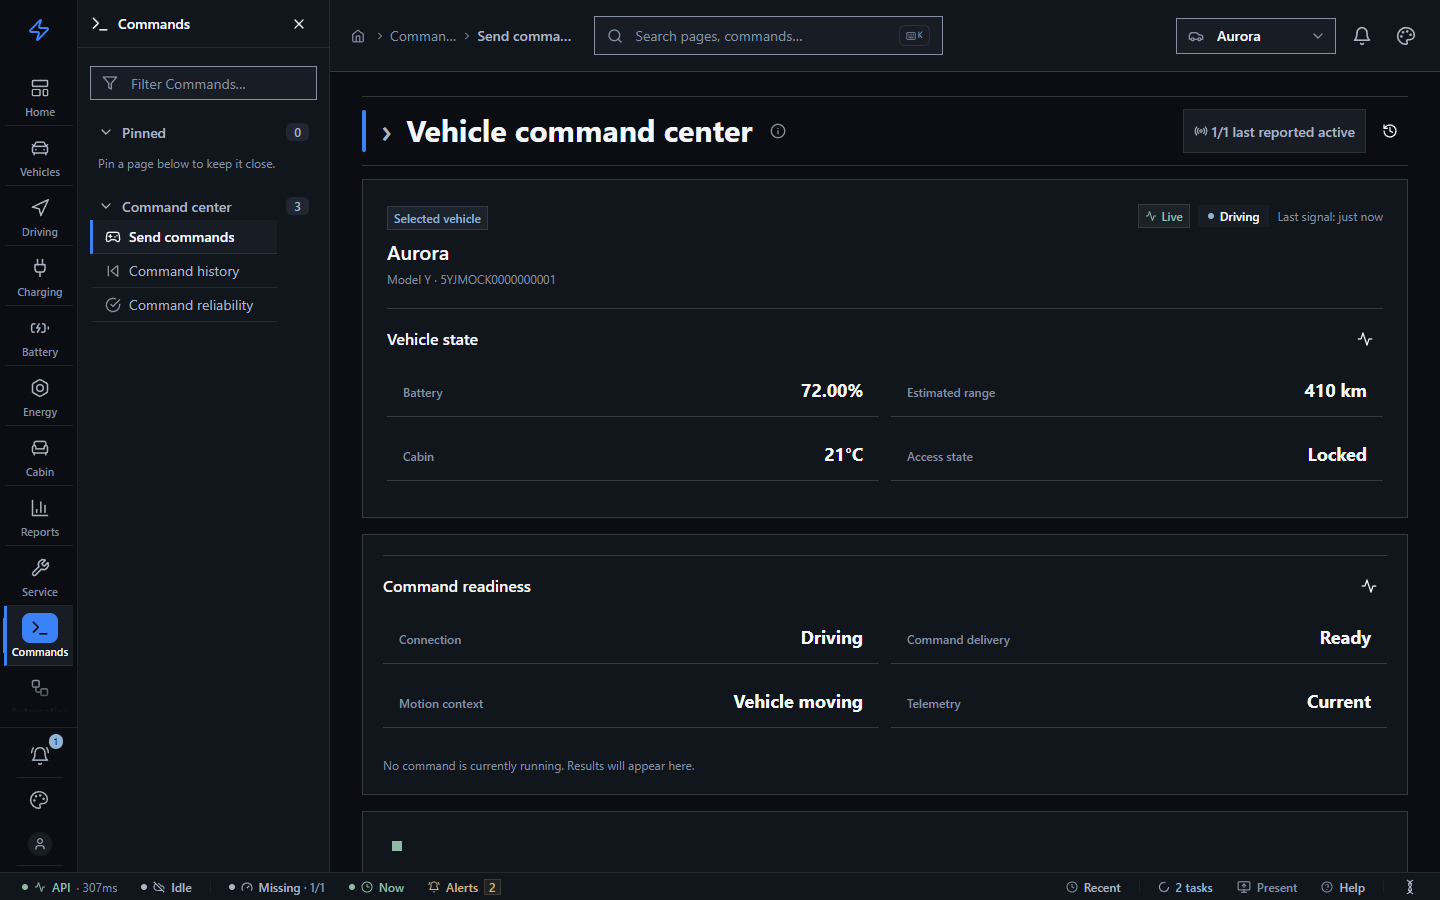 Home
Vehicles
Driving
Charging
Battery
Energy
Cabin
Reports
Service
Commands
1
Commands
Filter Commands...
Pinned 0
Pin a page below to keep it close.
Command center 3
Send commands
Command history
Command reliability
Comman... Send comma...
Search pages, commands...
K
Aurora
Vehicle command center
1/1 last reported active
Selected vehicle
Live
Driving
Last signal: just now
Aurora
Model Y · 5YJMOCK0000000001
Vehicle state
Battery 72.00%
Estimated range 410 km
Cabin 21°C
Access state Locked
Command readiness
Connection Driving
Command delivery Ready
Motion context Vehicle moving
Telemetry Current
No command is currently running. Results will appear here.
API · 307ms
Idle
Missing · 1/1
Now
Alerts 2
Recent
2 tasks
Present
Help